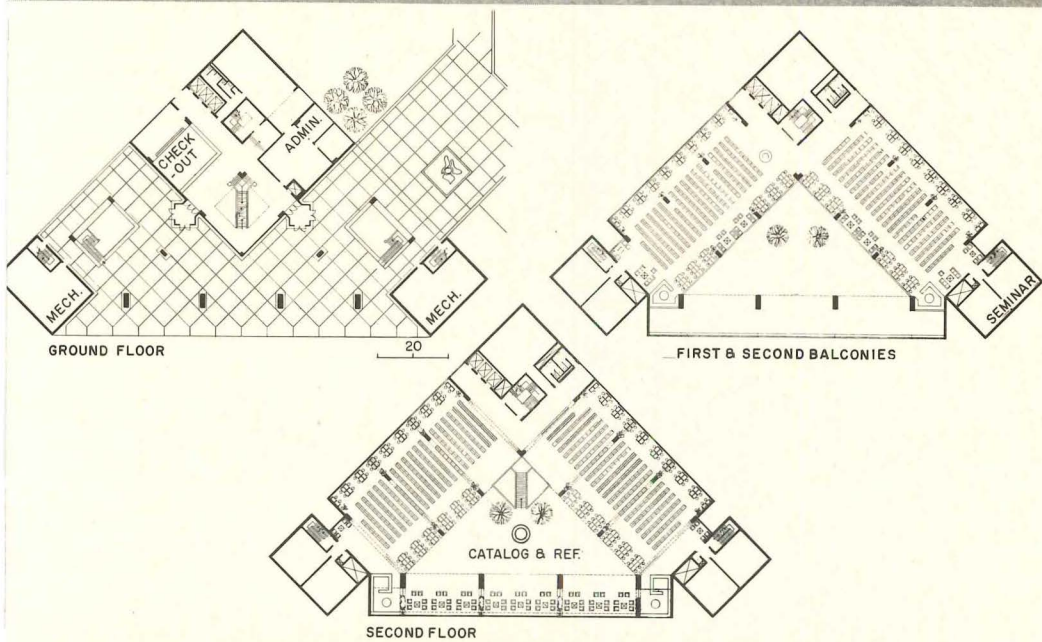 CHECK
-OUT
ADMIN.
MECH.
MECH.
GROUND FLOOR
20
SEMINAR
FIRST & SECOND BALCONIES
CATALOG & REF.
SECOND FLOOR